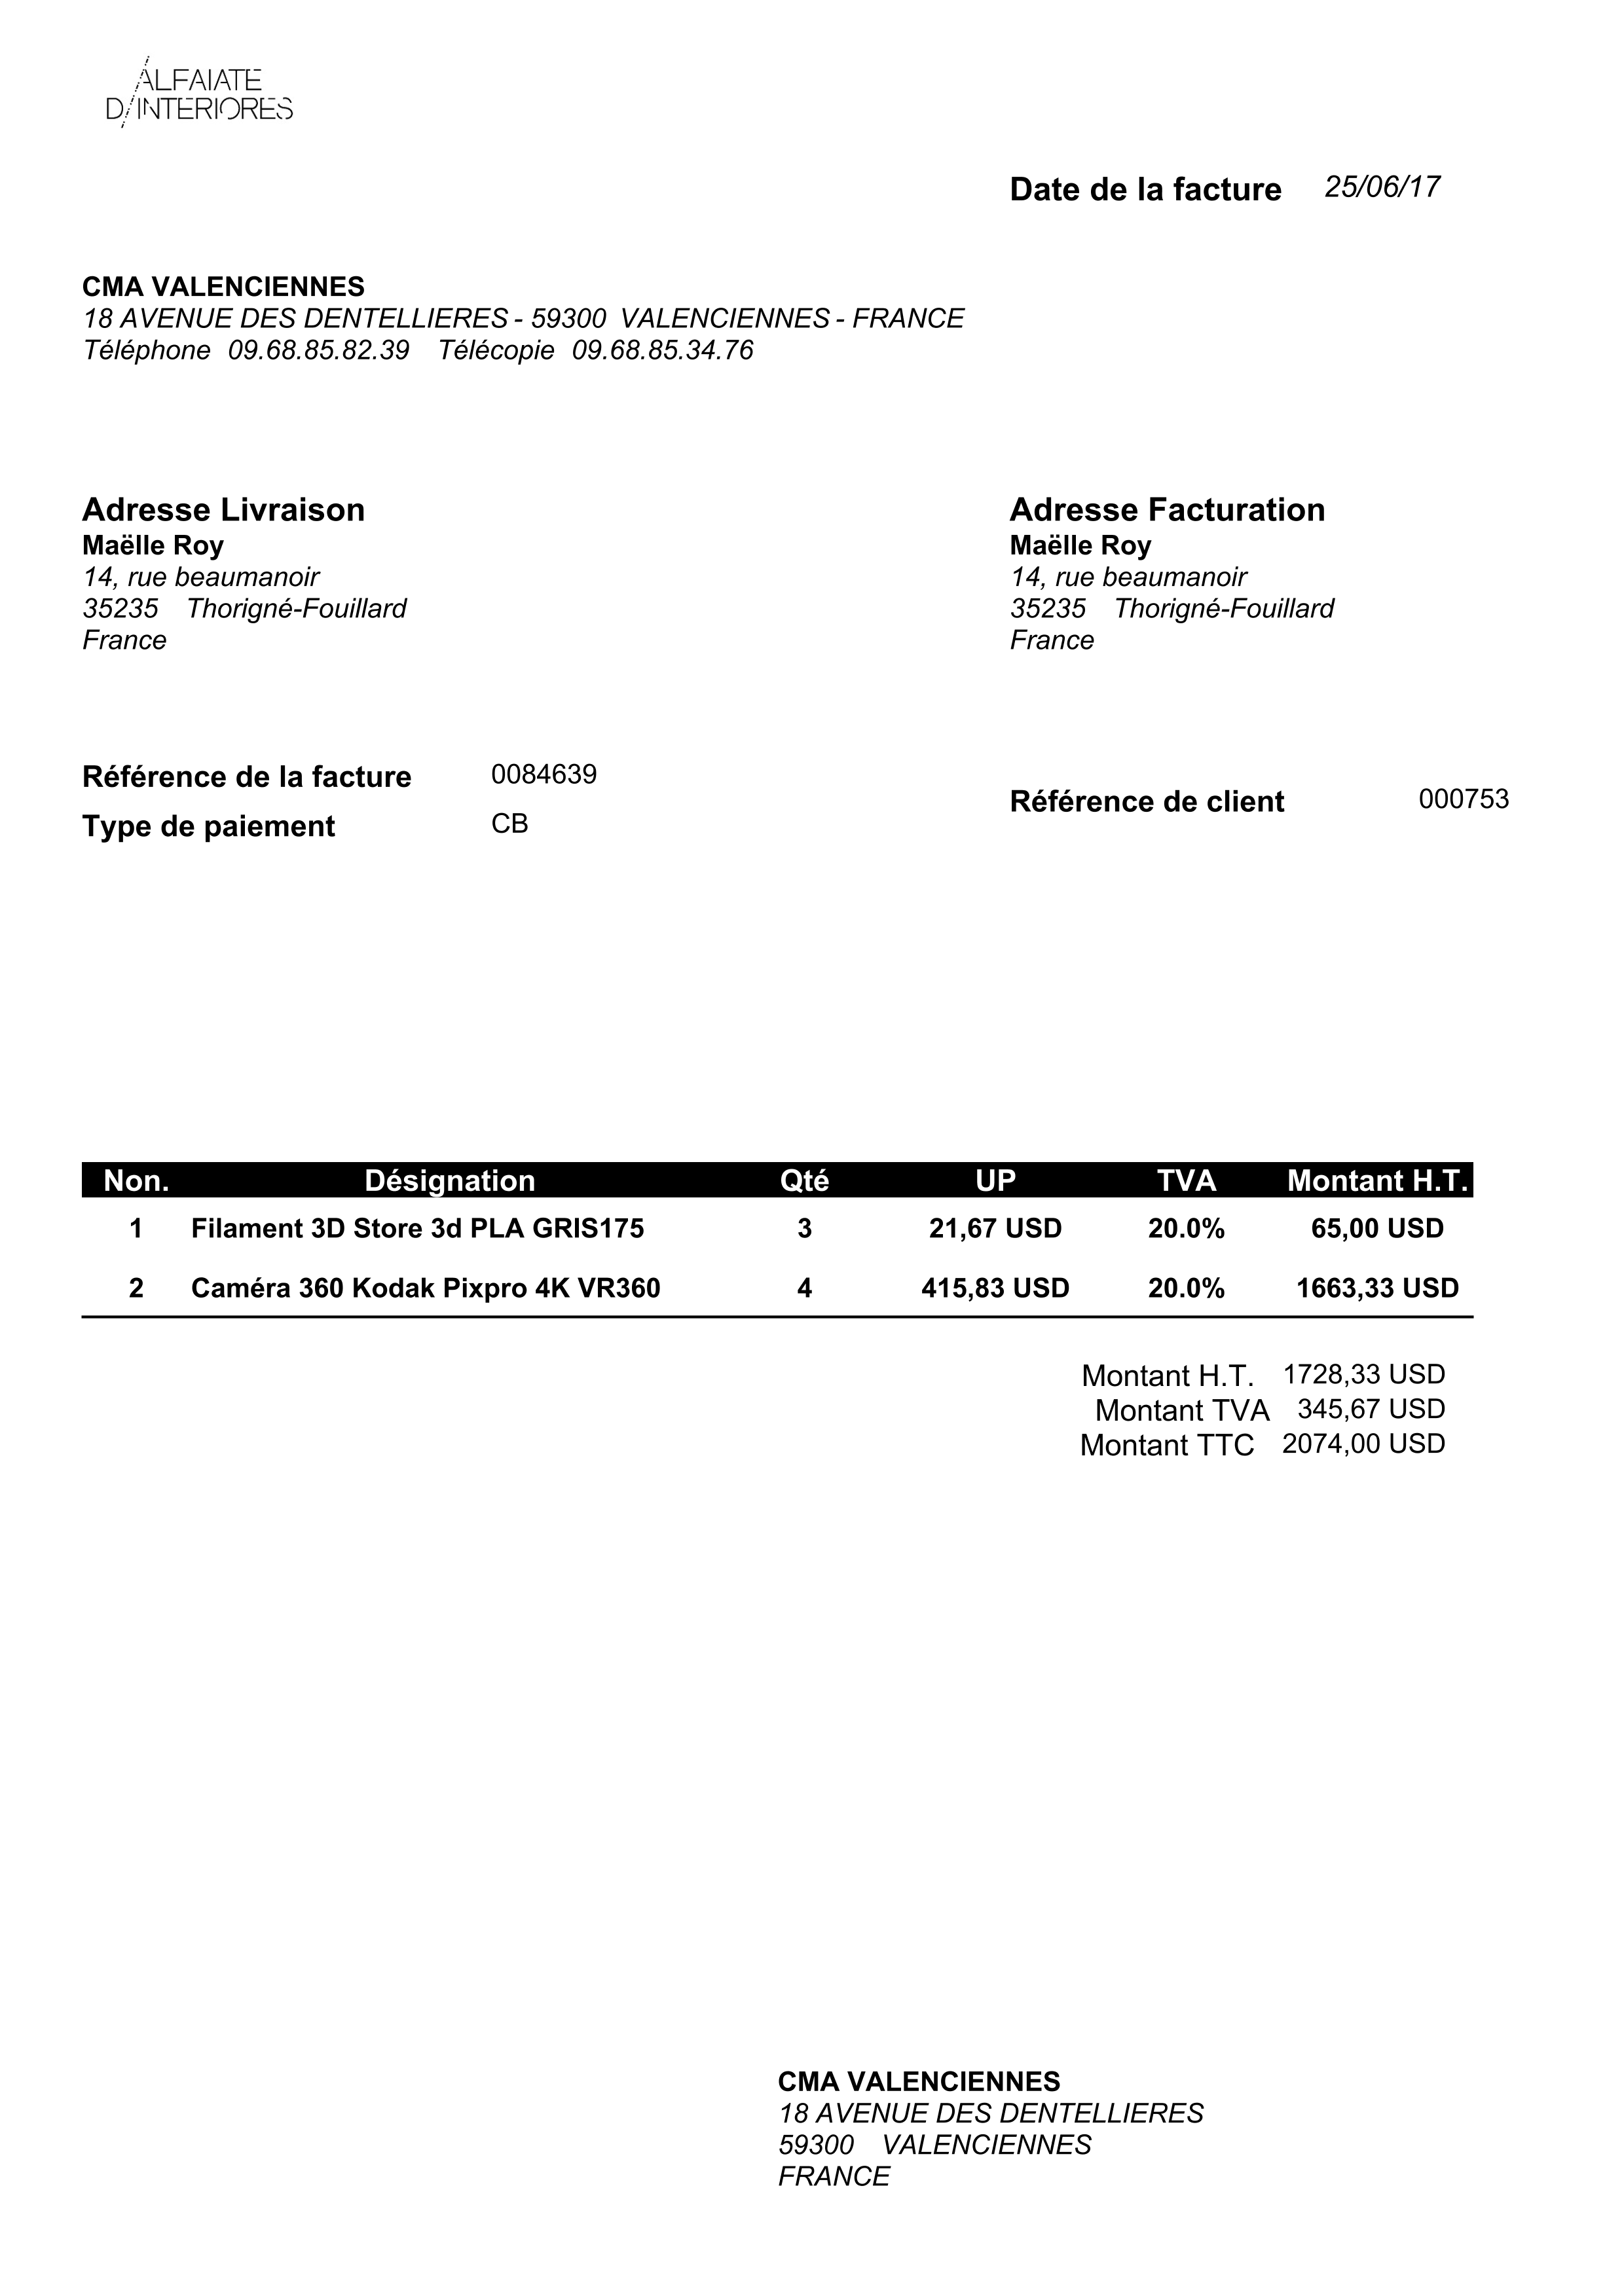 ALFAIATE
D/INTERIORES
Date de la facture 25/06/17
CMA VALENCIENNES
18 AVENUE DES DENTELLIERES - 59300 VALENCIENNES - FRANCE
Téléphone 09.68.85.82.39 Télécopie 09.68.85.34.76
Adresse Livraison
Maëlle Roy
14, rue beaumanoir
35235 Thorigné-Fouillard
France
Adresse Facturation
Maëlle Roy
14, rue beaumanoir
35235 Thorigné-Fouillard
France
Référence de la facture 0084639
Type de paiement CB
Référence de client 000753
Non. Désignation Qté UP TVA Montant H.T.
1 Filament 3D Store 3d PLA GRIS175 3 21,67 USD 20.0% 65,00 USD
2 Caméra 360 Kodak Pixpro 4K VR360 4 415,83 USD 20.0% 1663,33 USD
Montant H.T. 1728,33 USD
Montant TVA 345,67 USD
Montant TTC 2074,00 USD
CMA VALENCIENNES
18 AVENUE DES DENTELLIERES
59300 VALENCIENNES
FRANCE